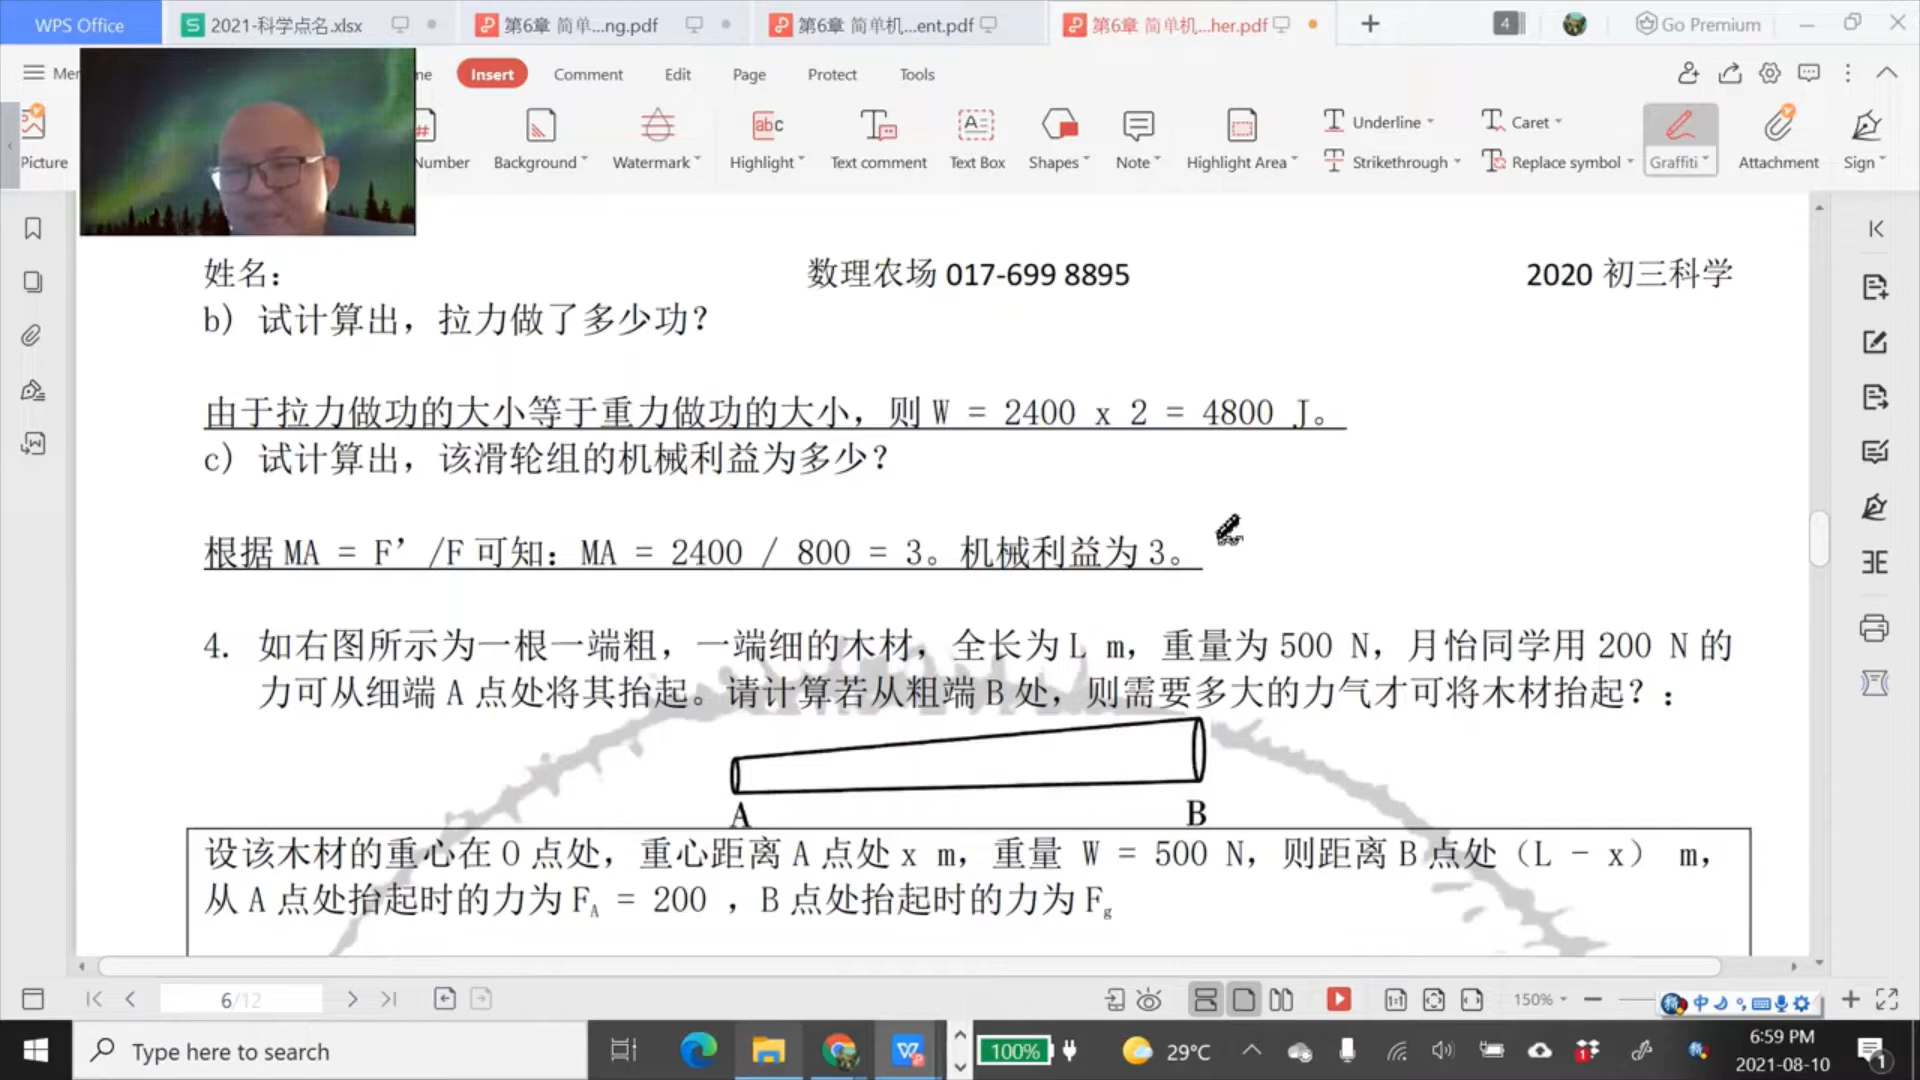 WPS Office
2021-科学点名.xlsx
第6章 简单...ng.pdf
第6章 简单机...ent.pdf
第6章 简单机...her.pdf
4
Go Premium
Insert
Comment
Edit
Page
Protect
Tools
Picture
Number
Background
Watermark
Highlight
Text comment
Text Box
Shapes
Note
Highlight Area
Underline
Strikethrough
Caret
Replace symbol
Graffiti
Attachment
Sign
姓名: 数理农场 017-699 8895 2020 初三科学
b) 试计算出，拉力做了多少功？
由于拉力做功的大小等于重力做功的大小，则 W = 2400 x 2 = 4800 J。
c) 试计算出，该滑轮组的机械利益为多少？
根据 MA = F’/F 可知：MA = 2400 / 800 = 3。机械利益为 3。
4. 如右图所示为一根一端粗，一端细的木材，全长为 L m，重量为 500 N，月怡同学用 200 N 的
力可从细端 A 点处将其抬起。请计算若从粗端 B 处，则需要多大的力气才可将木材抬起？：
A B
设该木材的重心在 O 点处，重心距离 A 点处 x m，重量 W = 500 N，则距离 B 点处（L - x） m，
从 A 点处抬起时的力为 F_A = 200 ，B 点处抬起时的力为 F_g
6/12
150%
中
Type here to search
100%
29°C
6:59 PM
2021-08-10
1
1